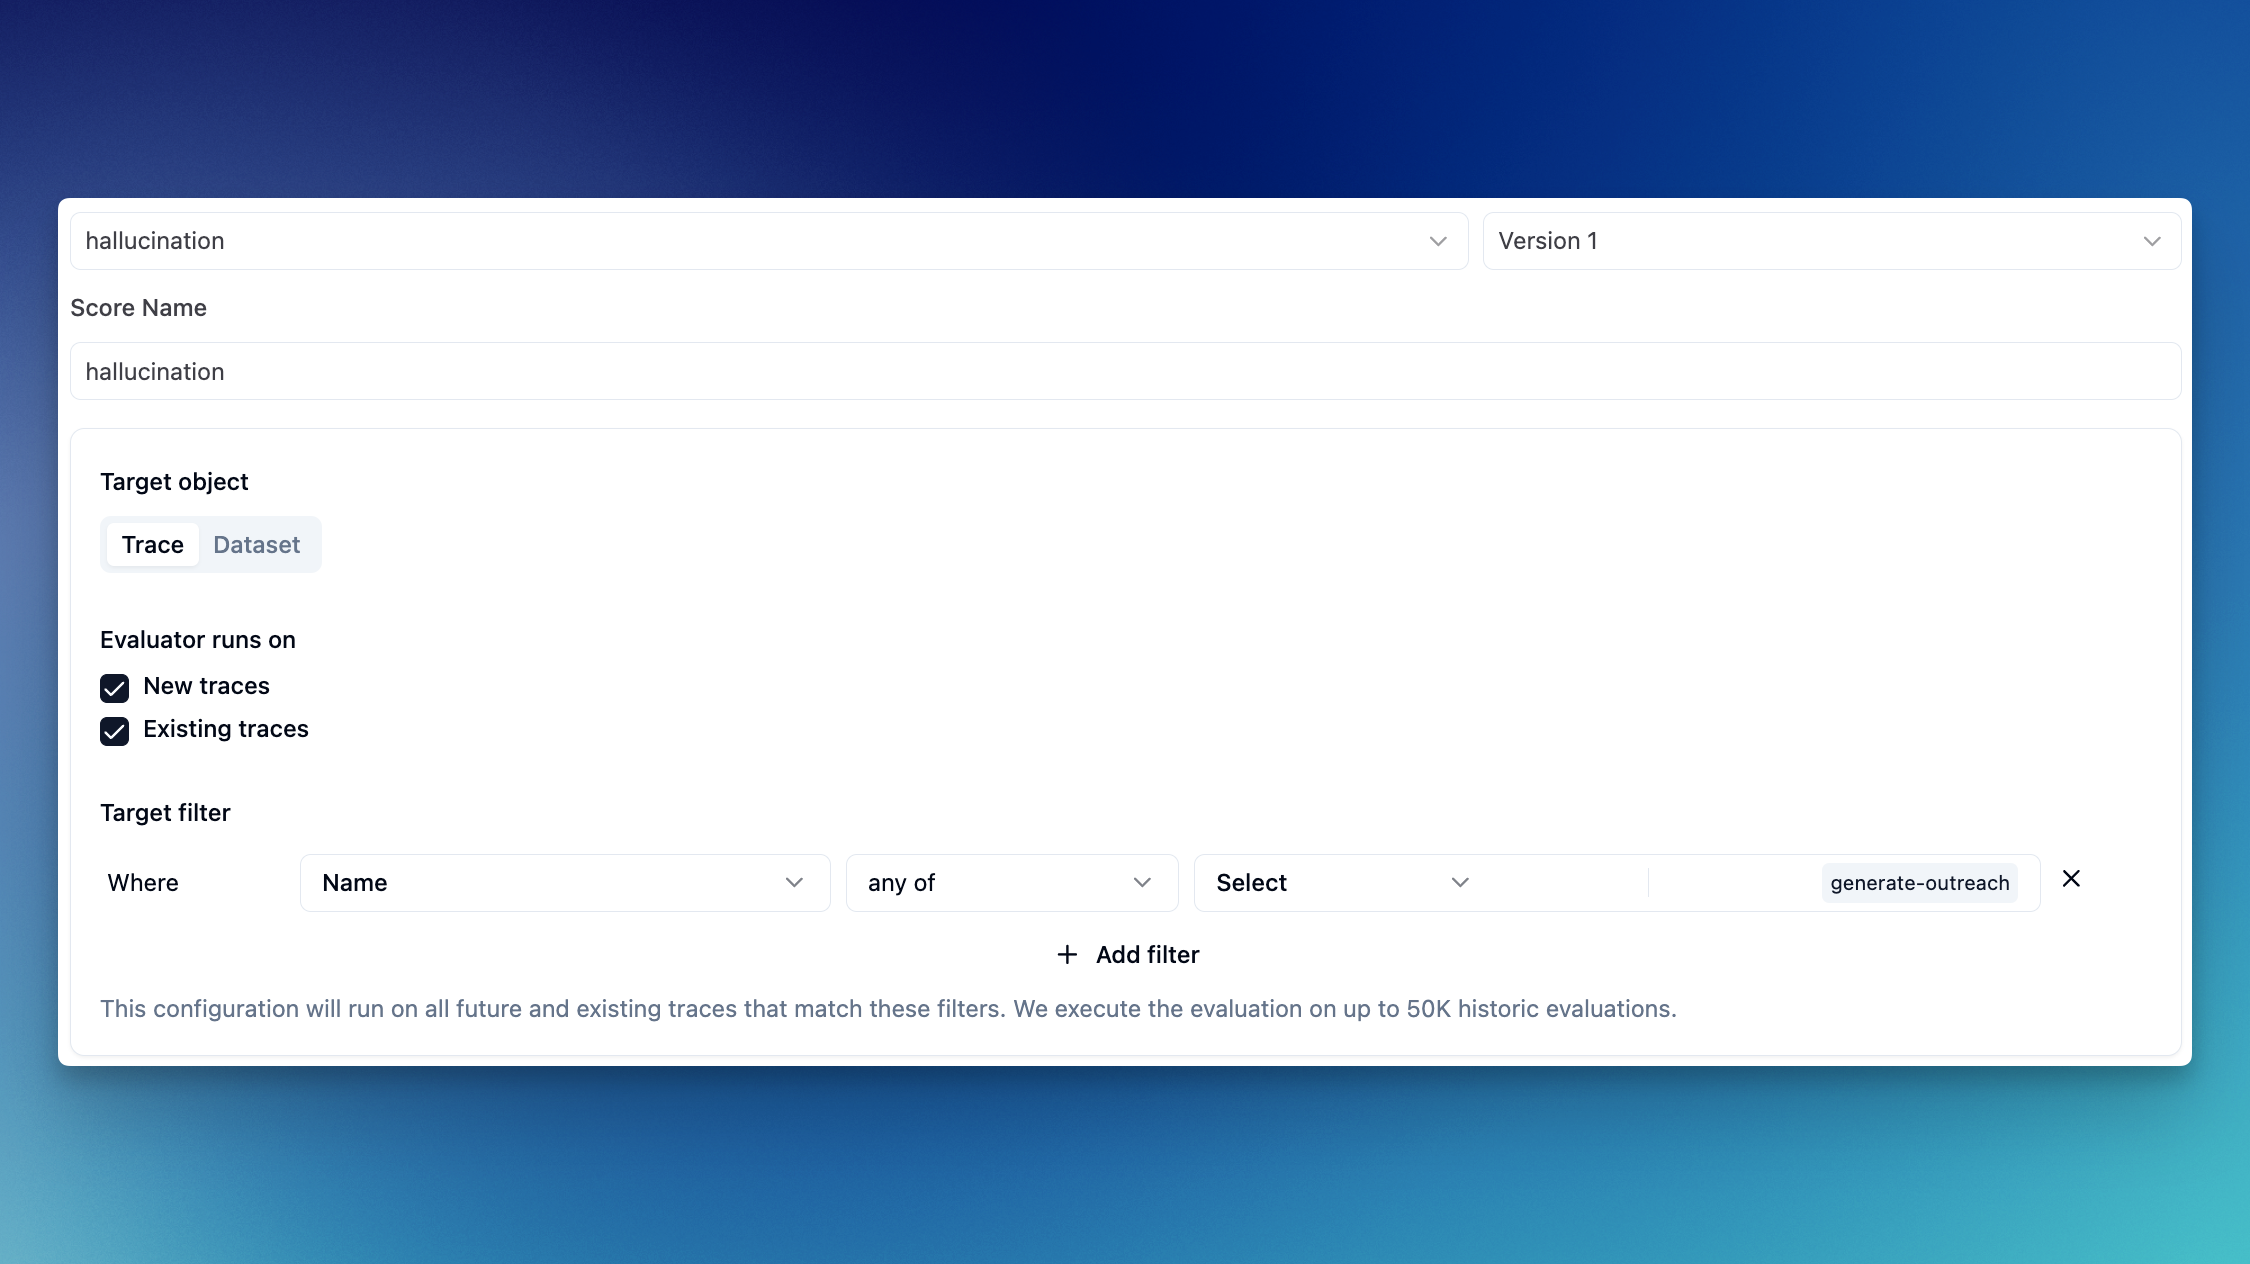 hallucination Version 1
Score Name
hallucination
Target object
Trace Dataset
Evaluator runs on
New traces
Existing traces
Target filter
Where Name any of Select generate-outreach
Add filter
This configuration will run on all future and existing traces that match these filters. We execute the evaluation on up to 50K historic evaluations.